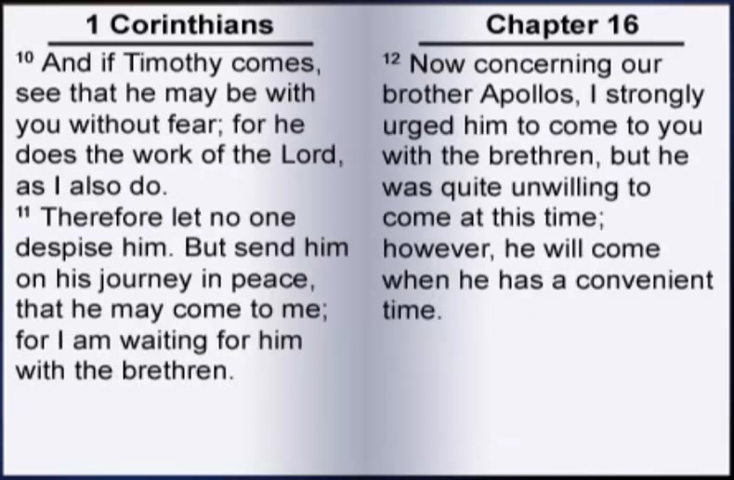 1 Corinthians
¹⁰ And if Timothy comes,
see that he may be with
you without fear; for he
does the work of the Lord,
as I also do.
¹¹ Therefore let no one
despise him. But send him
on his journey in peace,
that he may come to me;
for I am waiting for him
with the brethren.
Chapter 16
¹² Now concerning our
brother Apollos, I strongly
urged him to come to you
with the brethren, but he
was quite unwilling to
come at this time;
however, he will come
when he has a convenient
time.